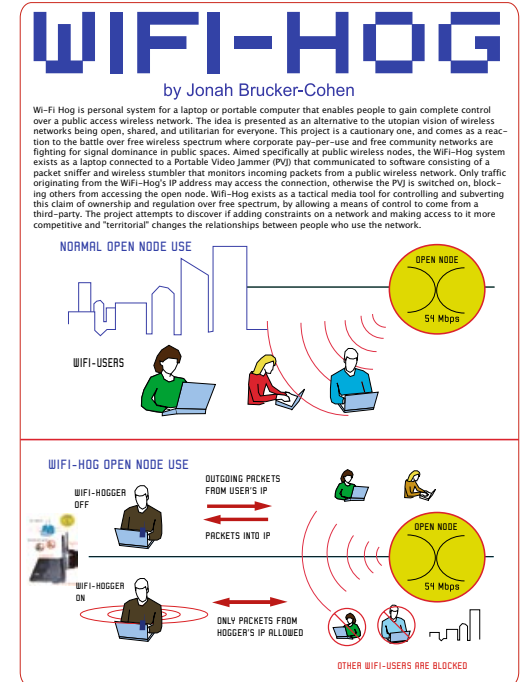 WIFI-HOG
by Jonah Brucker-Cohen
Wi-Fi Hog is personal system for a laptop or portable computer that enables people to gain complete control
over a public access wireless network. The idea is presented as an alternative to the utopian vision of wireless
networks being open, shared, and utilitarian for everyone. This project is a cautionary one, and comes as a reac-
tion to the battle over free wireless spectrum where corporate pay-per-use and free community networks are
fighting for signal dominance in public spaces. Aimed specifically at public wireless nodes, the WiFi-Hog system
exists as a laptop connected to a Portable Video Jammer (PVJ) that communicated to software consisting of a
packet sniffer and wireless stumbler that monitors incoming packets from a public wireless network. Only traffic
originating from the WiFi-Hog's IP address may access the connection, otherwise the PVJ is switched on, block-
ing others from accessing the open node. Wifi-Hog exists as a tactical media tool for controlling and subverting
this claim of ownership and regulation over free spectrum, by allowing a means of control to come from a
third-party. The project attempts to discover if adding constraints on a network and making access to it more
competitive and "territorial" changes the relationships between people who use the network.
NORMAL OPEN NODE USE
OPEN NODE
54 Mbps
WIFI-USERS
WIFI-HOG OPEN NODE USE
WIFI-HOGGER
OFF
OUTGOING PACKETS
FROM USER'S IP
PACKETS INTO IP
OPEN NODE
54 Mbps
WIFI-HOGGER
ON
ONLY PACKETS FROM
HOGGER'S IP ALLOWED
OTHER WIFI-USERS ARE BLOCKED